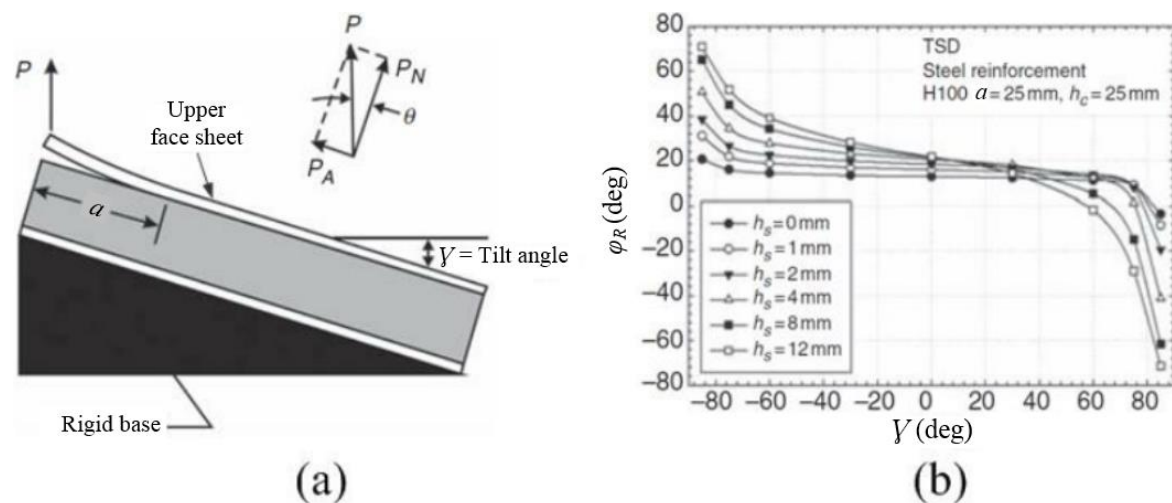 P
P
P_N
θ
P_A
Upper
face sheet
a
γ = Tilt angle
Rigid base
(a)
80
60
40
20
0
−20
−40
−60
−80
φ_R (deg)
TSD
Steel reinforcement
H100 a = 25 mm, h_c = 25 mm
h_s = 0 mm
h_s = 1 mm
h_s = 2 mm
h_s = 4 mm
h_s = 8 mm
h_s = 12 mm
−80 −60 −40 −20 0 20 40 60 80
γ (deg)
(b)